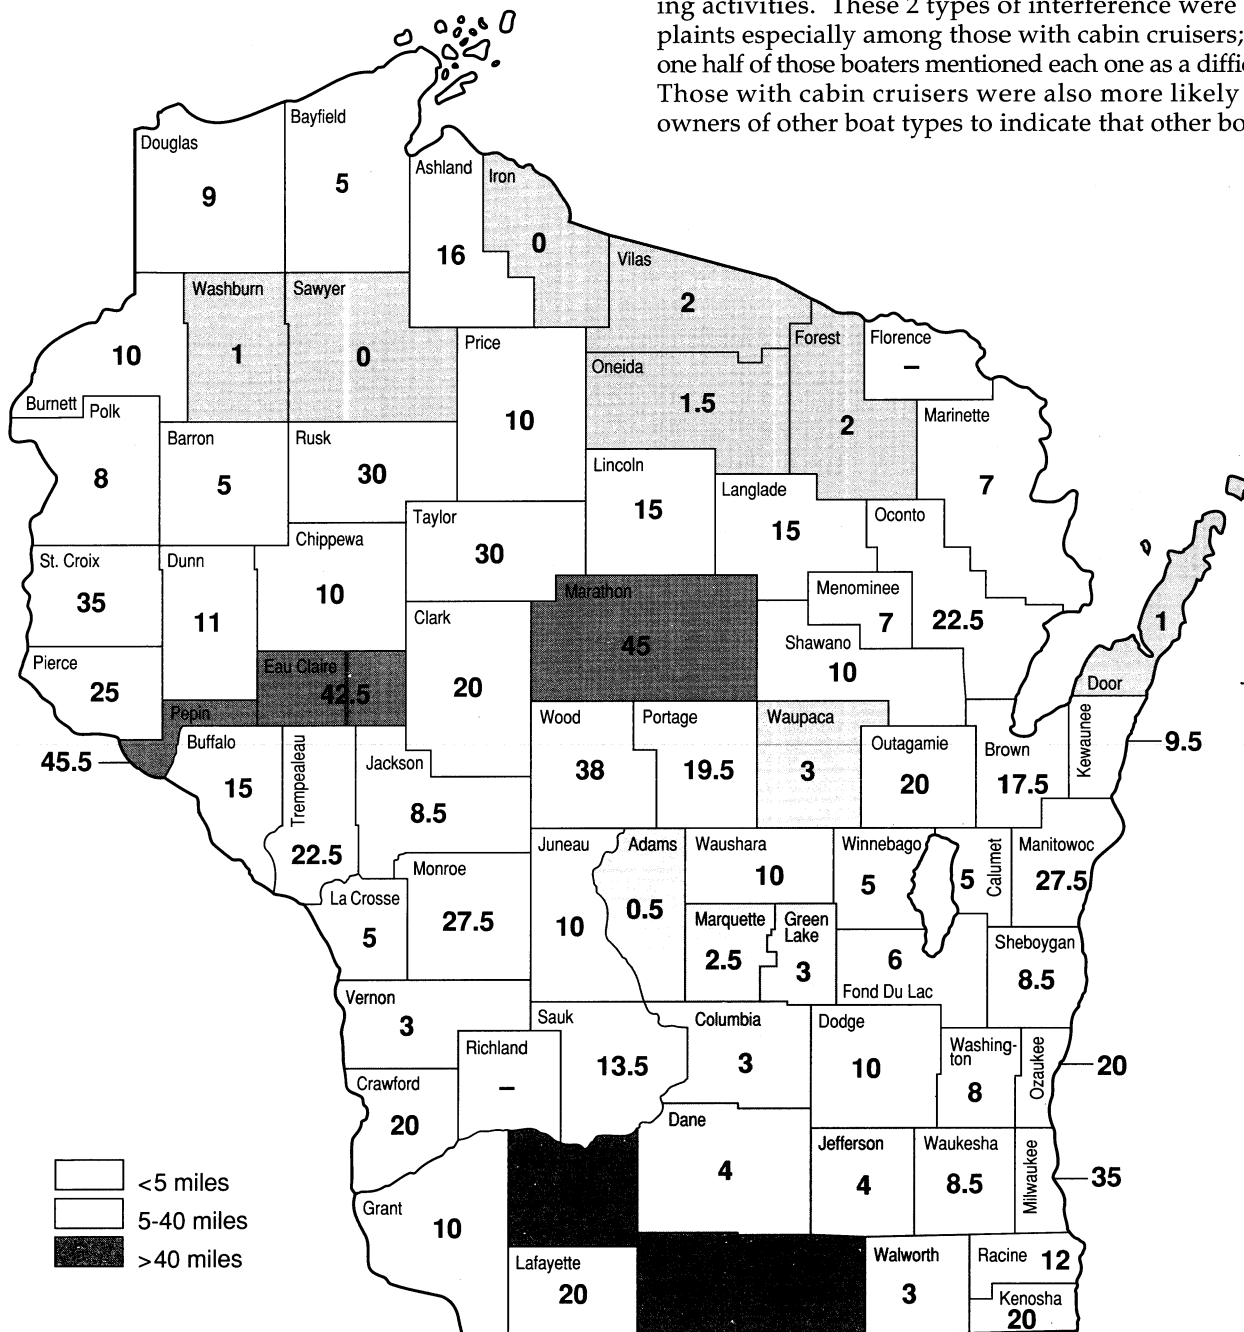 ing activities. These 2 types of interference were
plaints especially among those with cabin cruisers;
one half of those boaters mentioned each one as a diffic
Those with cabin cruisers were also more likely
owners of other boat types to indicate that other bo
Douglas
9
Bayfield
5
Ashland
16
Iron
0
Vilas
2
Washburn
1
Sawyer
0
Price
10
Oneida
1.5
Forest
2
Florence
–
Marinette
7
10
Burnett
Polk
8
Barron
5
Rusk
30
Lincoln
15
Langlade
15
Oconto
22.5
Taylor
30
Chippewa
10
St. Croix
35
Dunn
11
Marathon
45
Menominee
7
Shawano
10
Clark
20
Eau Claire
42.5
Pierce
25
Pepin
45.5
Door
1
Buffalo
15
Trempealeau
22.5
Jackson
8.5
Wood
38
Portage
19.5
Waupaca
3
Outagamie
20
Brown
17.5
Kewaunee
9.5
Juneau
10
Adams
0.5
Waushara
10
Winnebago
5
Calumet
5
Manitowoc
27.5
Monroe
27.5
La Crosse
5
Marquette
2.5
Green
Lake
3
6
Fond Du Lac
Sheboygan
8.5
Vernon
3
Richland
–
Sauk
13.5
Columbia
3
Dodge
10
Washing-
ton
8
Ozaukee
20
Crawford
20
Dane
4
Jefferson
4
Waukesha
8.5
Milwaukee
35
Grant
10
Lafayette
20
Walworth
3
Racine
12
Kenosha
20
<5 miles
5-40 miles
>40 miles